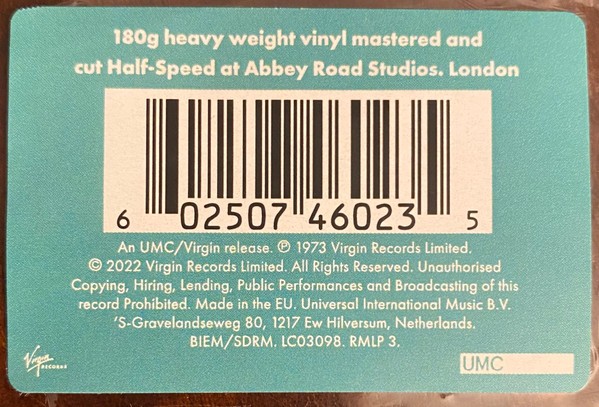 180g heavy weight vinyl mastered and
cut Half-Speed at Abbey Road Studios. London
6 02507 46023 5
An UMC/Virgin release. ℗ 1973 Virgin Records Limited.
© 2022 Virgin Records Limited. All Rights Reserved. Unauthorised
Copying, Hiring, Lending, Public Performances and Broadcasting of this
record Prohibited. Made in the EU. Universal International Music B.V.
'S-Gravelandseweg 80, 1217 Ew Hilversum, Netherlands.
BIEM/SDRM. LC03098. RMLP 3.
Virgin
RECORDS
UMC